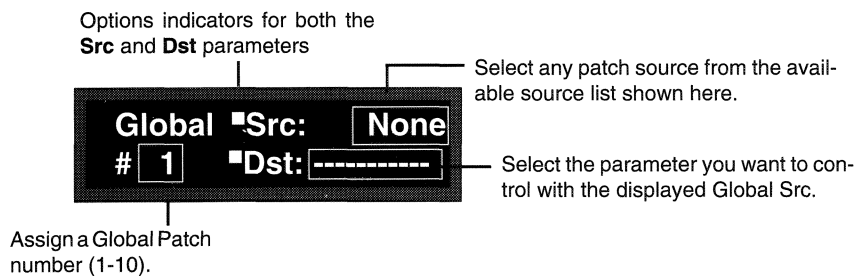 Options indicators for both the
Src and Dst parameters
Select any patch source from the avail-
able source list shown here.
Global ■Src: None
# 1 ■Dst: -----------
Select the parameter you want to con-
trol with the displayed Global Src.
Assign a Global Patch
number (1-10).